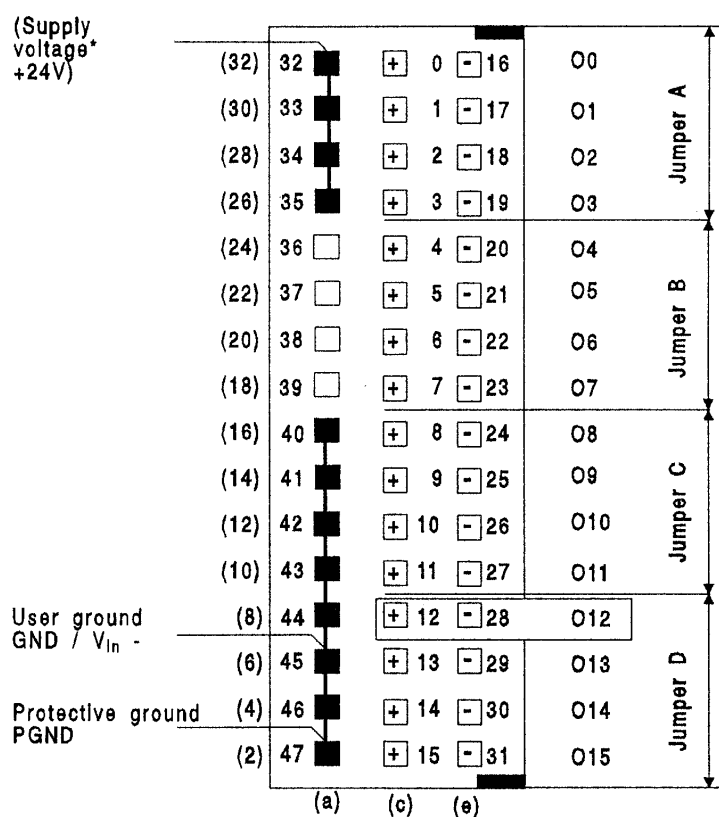 (Supply
voltage*
+24V)
(32) 32 + 0 - 16 O0
(30) 33 + 1 - 17 O1
(28) 34 + 2 - 18 O2
(26) 35 + 3 - 19 O3
Jumper A
(24) 36 + 4 - 20 O4
(22) 37 + 5 - 21 O5
(20) 38 + 6 - 22 O6
(18) 39 + 7 - 23 O7
Jumper B
(16) 40 + 8 - 24 O8
(14) 41 + 9 - 25 O9
(12) 42 + 10 - 26 O10
(10) 43 + 11 - 27 O11
Jumper C
User ground
GND / VIn -
(8) 44 + 12 - 28 O12
(6) 45 + 13 - 29 O13
Protective ground
PGND
(4) 46 + 14 - 30 O14
(2) 47 + 15 - 31 O15
Jumper D
(a) (c) (e)